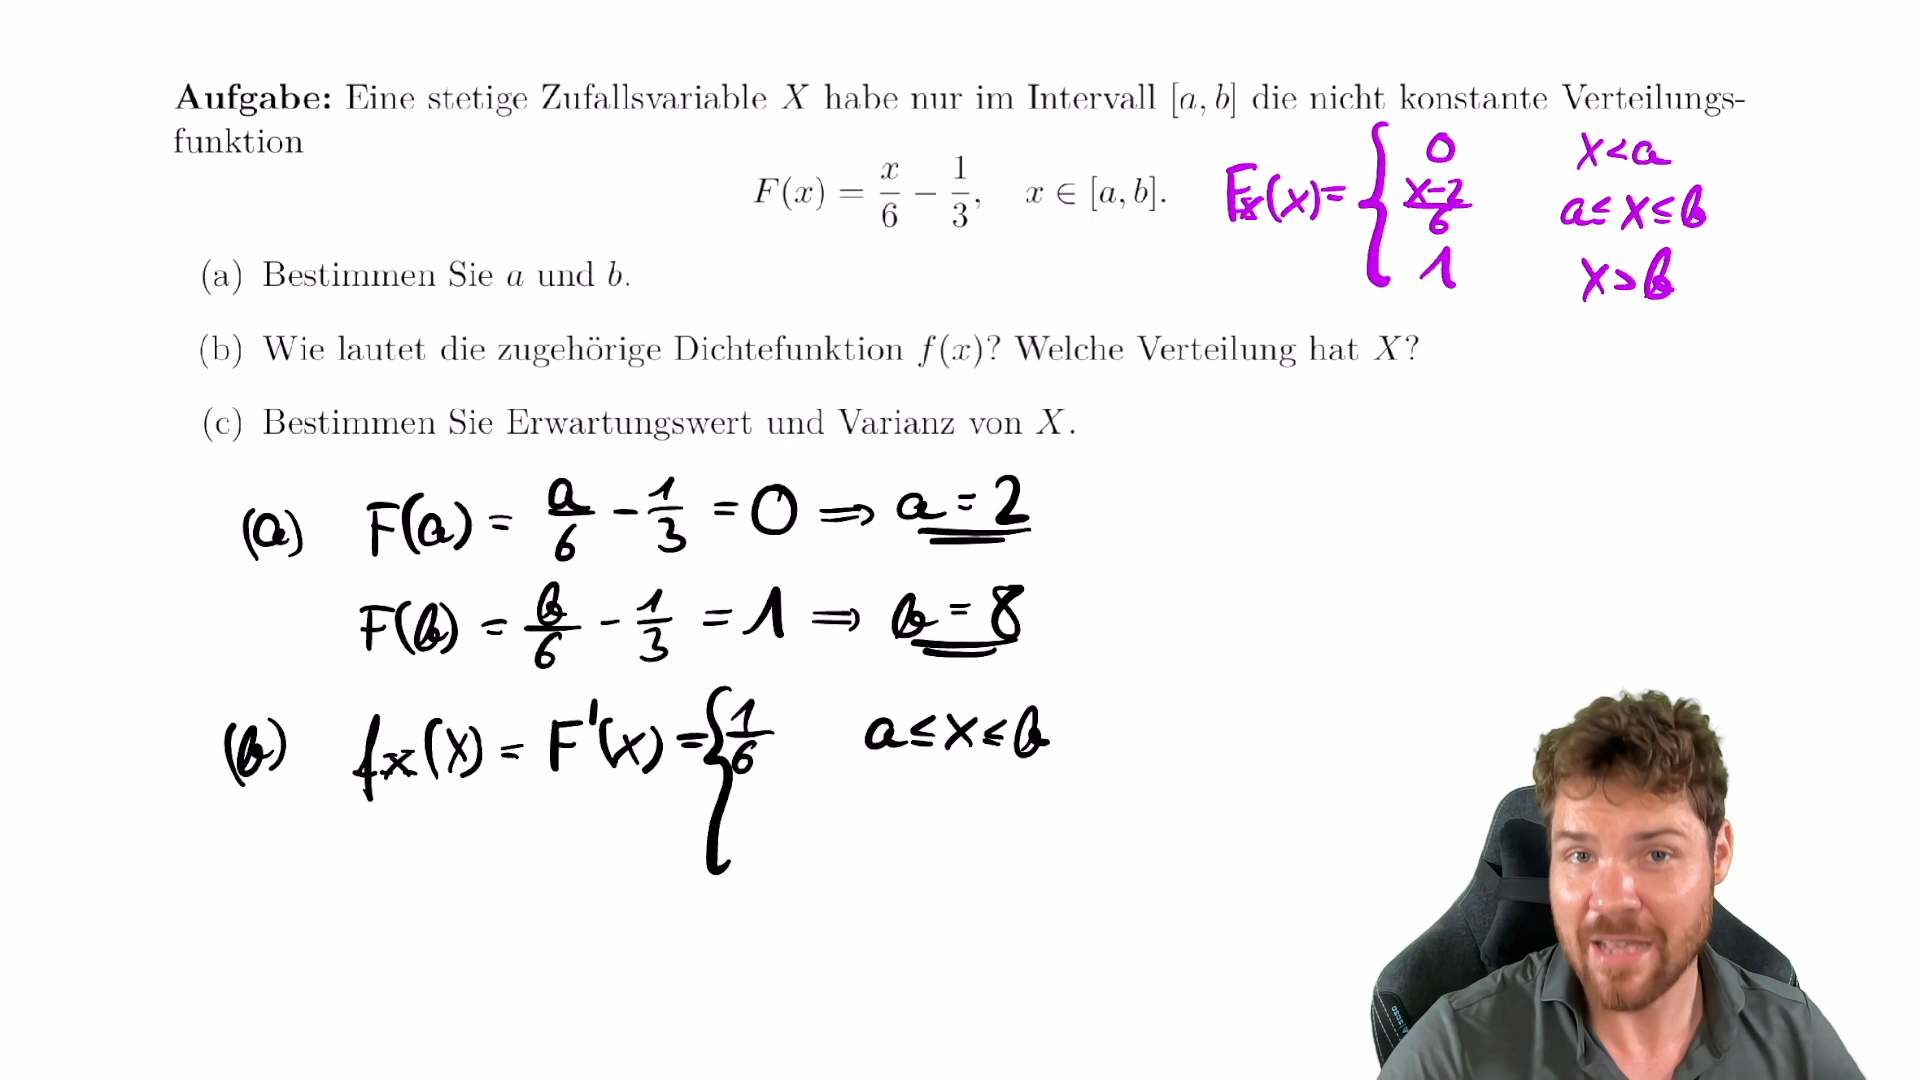 Aufgabe: Eine stetige Zufallsvariable X habe nur im Intervall [a, b] die nicht konstante Verteilungs-
funktion
F(x) = x/6 − 1/3, x ∈ [a, b].
F_X(x) = { 0 x<a
(x−2)/6 a≤x≤b
1 x>b
(a) Bestimmen Sie a und b.
(b) Wie lautet die zugehörige Dichtefunktion f(x)? Welche Verteilung hat X?
(c) Bestimmen Sie Erwartungswert und Varianz von X.
(a) F(a) = a/6 − 1/3 = 0 ⇒ a = 2
F(b) = b/6 − 1/3 = 1 ⇒ b = 8
(b) f_X(x) = F'(x) = { 1/6 a≤x≤b